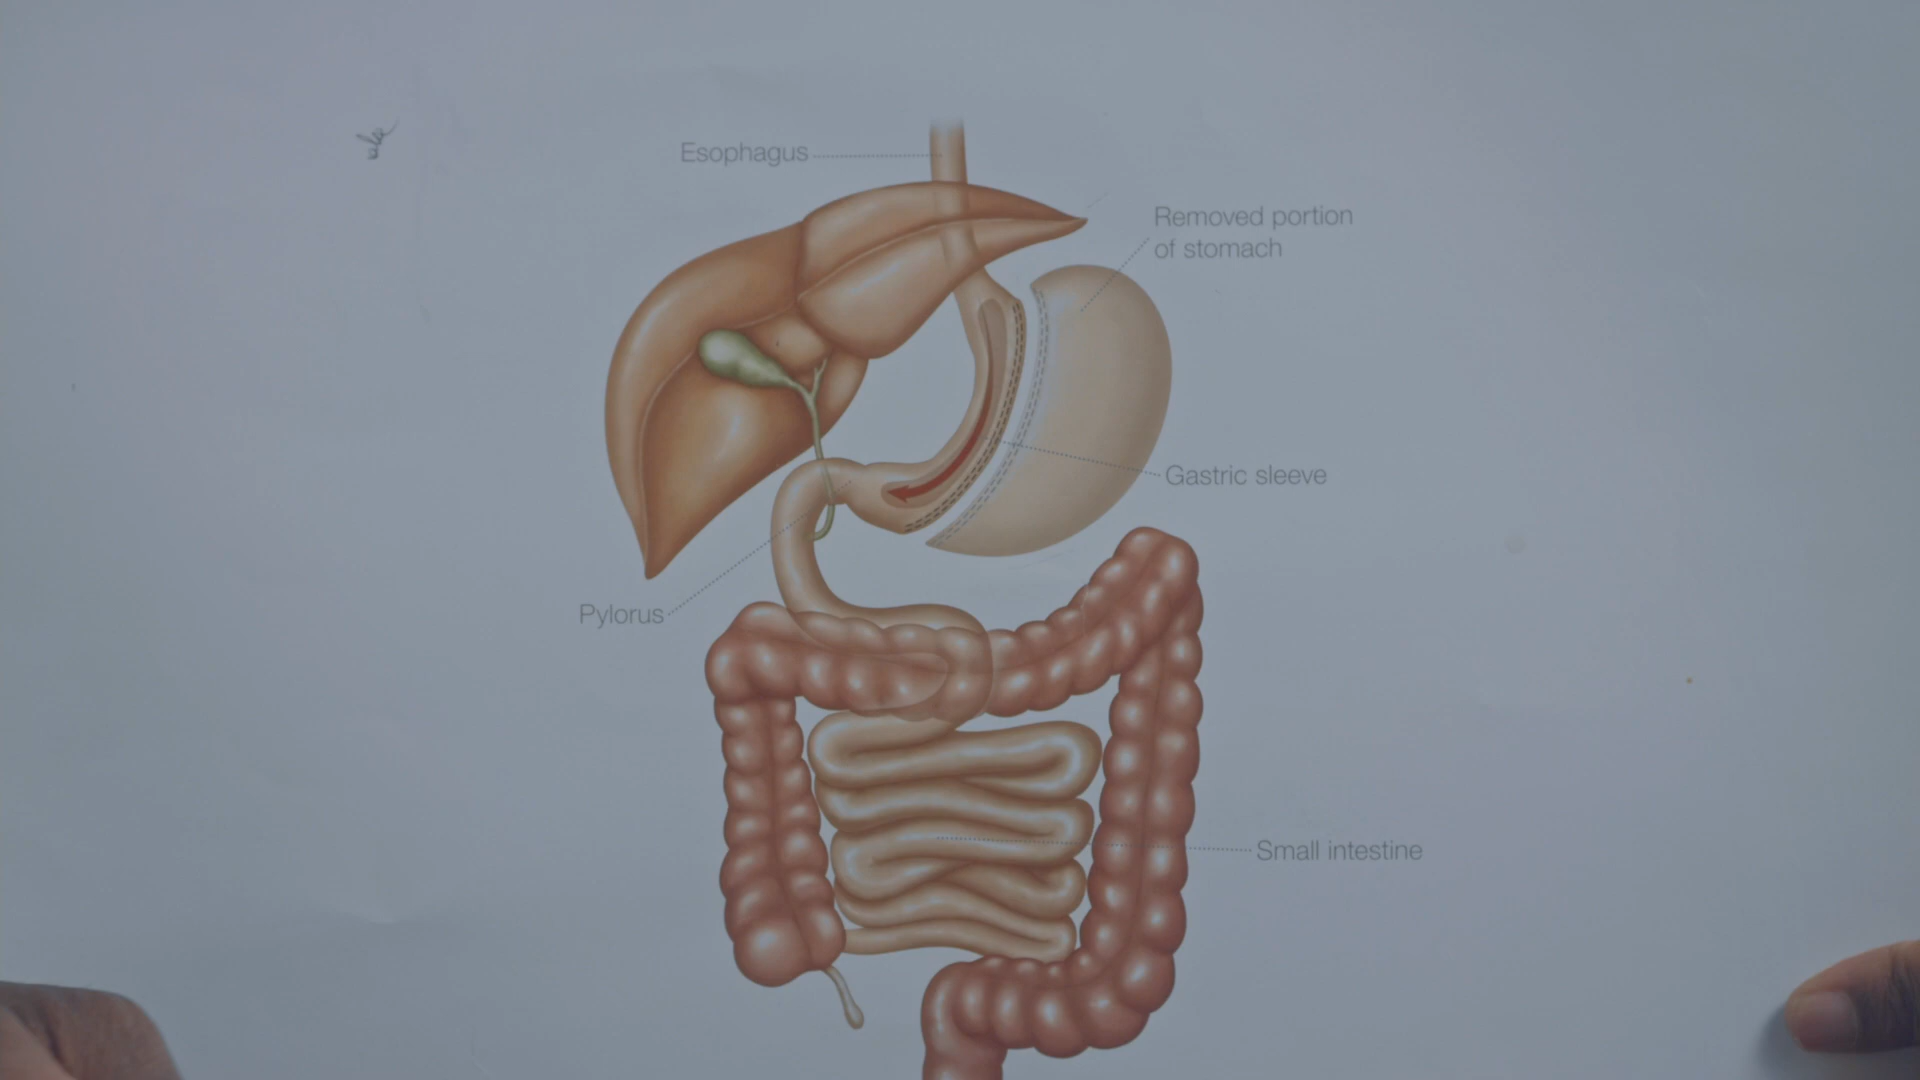 Esophagus
Removed portion
of stomach
Gastric sleeve
Pylorus
Small intestine